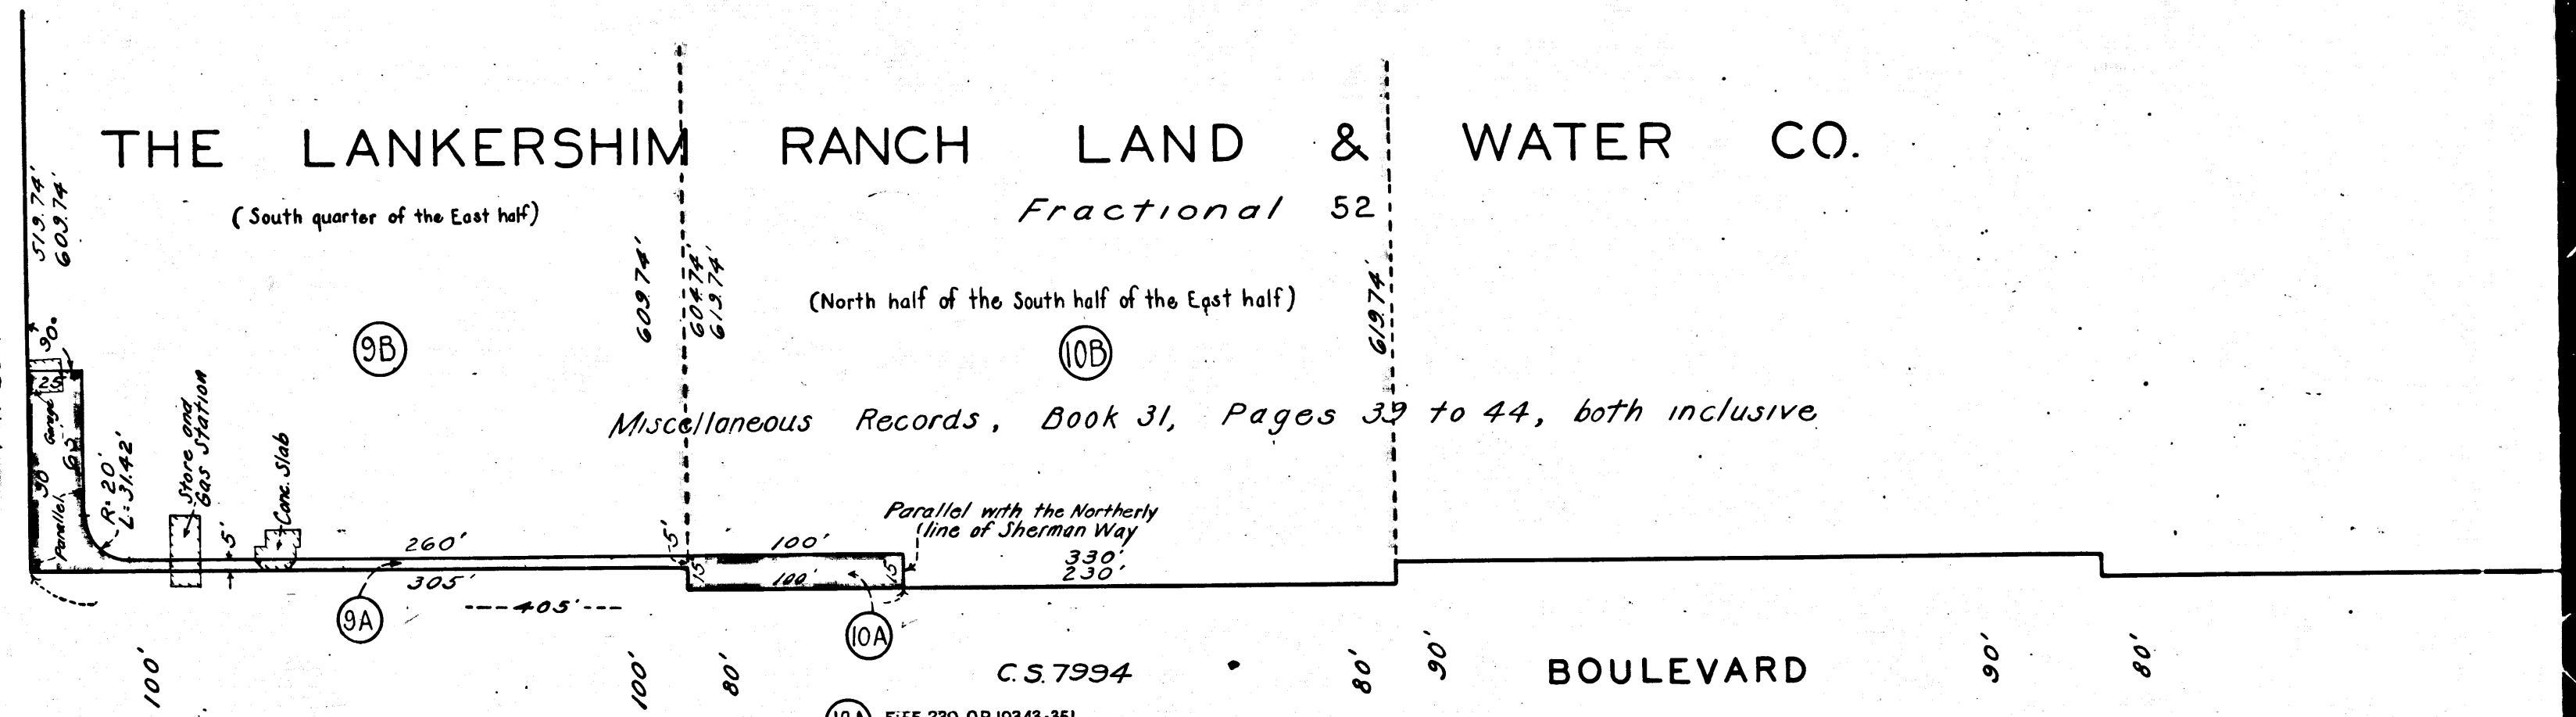 THE LANKERSHIM RANCH LAND & WATER CO.
(South quarter of the East half)
Fractional 52
519.74'
609.74'
609.74'
604.74'
619.74'
619.74'
(North half of the South half of the East half)
9B
10B
90°
25
Garage
90'
65'
Parallel
R=20'
L=31.42'
Store and
Gas Station
5'
Conc. Slab
Miscellaneous Records, Book 31, Pages 39 to 44, both inclusive
Parallel with the Northerly
line of Sherman Way
260'
5'
100'
330'
230'
305'
15'
100'
15'
---405'---
9A
10A
100'
100'
80'
C.S. 7994
80'
90'
BOULEVARD
90'
80'